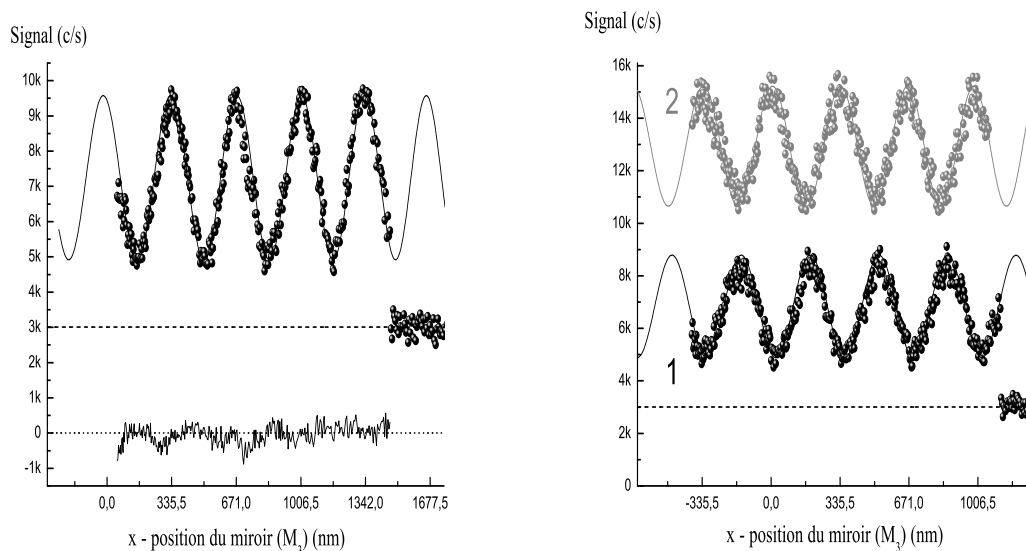 Signal (c/s)
10k
9k
8k
7k
6k
5k
4k
3k
2k
1k
0
-1k
0,0 335,5 671,0 1006,5 1342,0 1677,5
x - position du miroir (M3) (nm)
Signal (c/s)
16k
14k
12k
10k
8k
6k
4k
2k
0
2
1
-335,5 0,0 335,5 671,0 1006,5
x - position du miroir (M3) (nm)